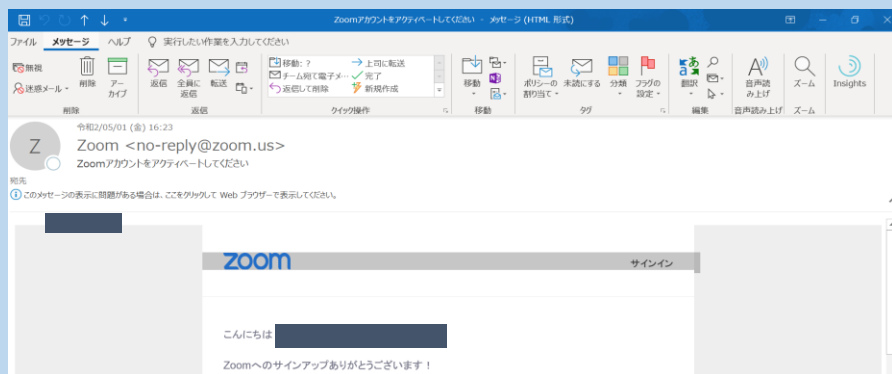 Zoomアカウントをアクティベートしてください - メッセージ (HTML 形式)
ファイル メッセージ ヘルプ 実行したい作業を入力してください
無視
迷惑メール
削除
アーカイブ
返信
全員に返信
転送
移動: ?
チーム宛て電子メ…
返信して削除
上司に転送
完了
新規作成
移動
ポリシーの割り当て
未読にする
分類
フラグの設定
翻訳
音声読み上げ
ズーム
Insights
削除 返信 クイック操作 移動 タグ 編集 音声読み上げ ズーム
令和2/05/01 (金) 16:23
Z
Zoom <no-reply@zoom.us>
Zoomアカウントをアクティベートしてください
宛先
このメッセージの表示に問題がある場合は、ここをクリックして Web ブラウザーで表示してください。
zoom サインイン
こんにちは
Zoomへのサインアップありがとうございます!